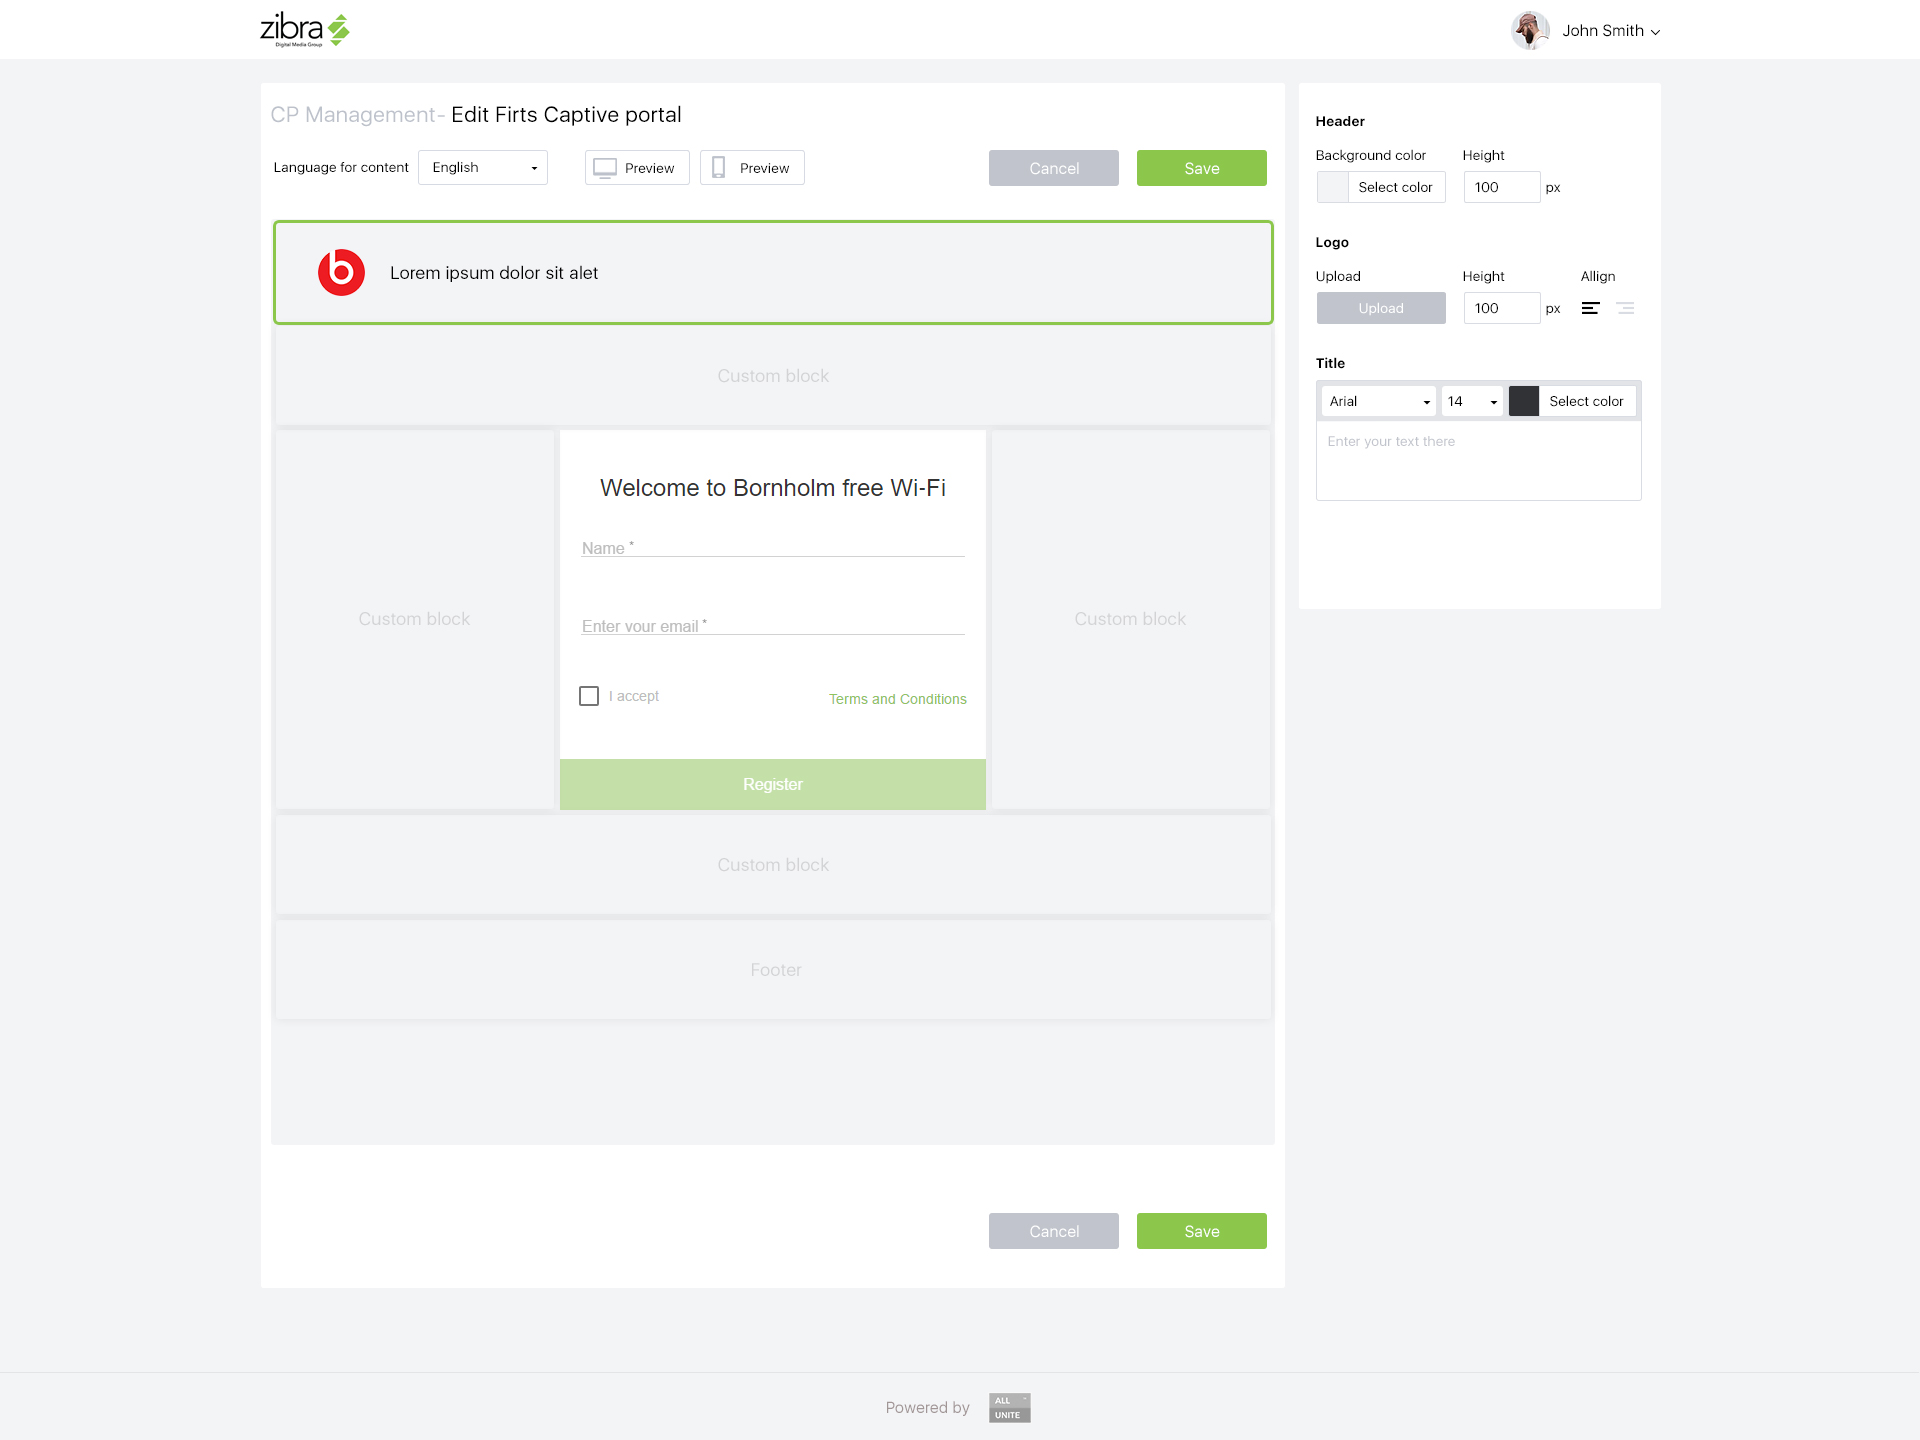 zibra
Digital Media Group
John Smith
CP Management- Edit Firts Captive portal
Language for content English Preview Preview Cancel Save
Lorem ipsum dolor sit alet
Custom block
Custom block
Welcome to Bornholm free Wi-Fi
Name *
Enter your email *
I accept Terms and Conditions
Register
Custom block
Custom block
Footer
Cancel Save
Header
Background color Height
Select color 100 px
Logo
Upload Height Allign
Upload 100 px
Title
Arial 14 Select color
Enter your text there
Powered by ALL UNITE